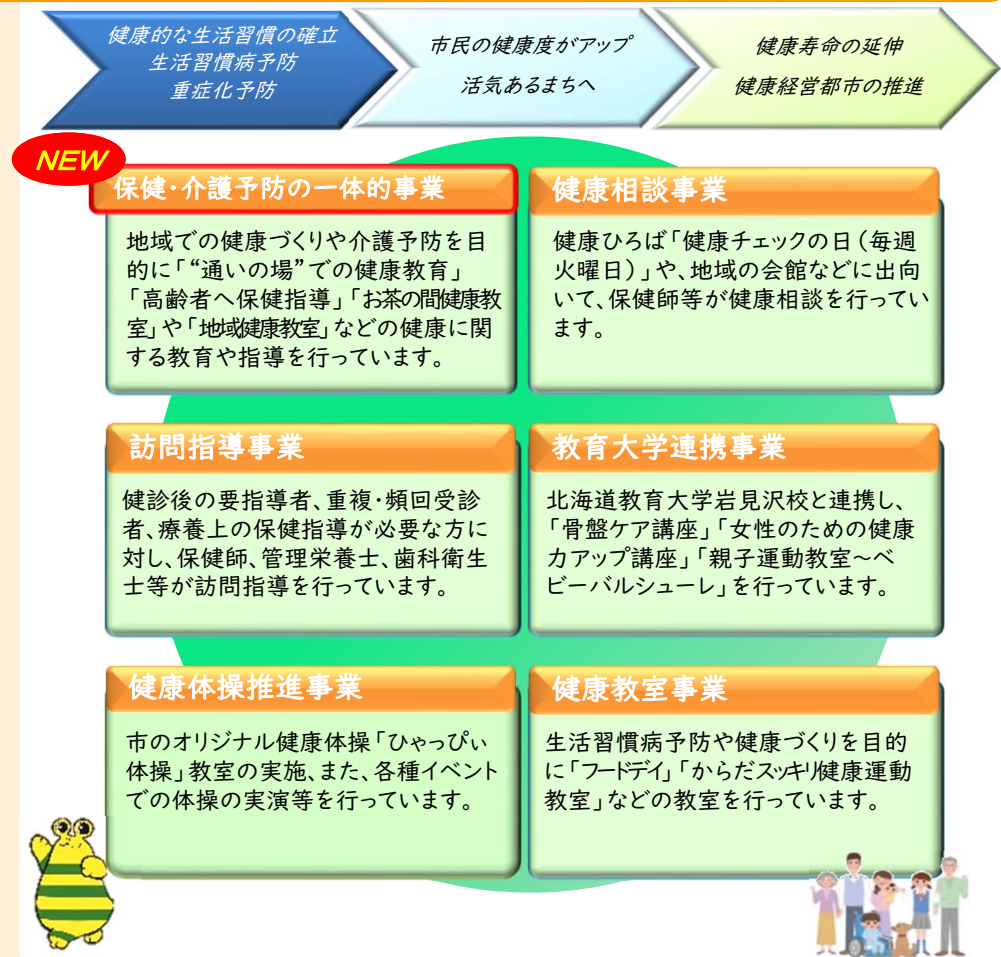 健康的な生活習慣の確立
生活習慣病予防
重症化予防
市民の健康度がアップ
活気あるまちへ
健康寿命の延伸
健康経営都市の推進
NEW
保健・介護予防の一体的事業
地域での健康づくりや介護予防を目
的に「“通いの場”での健康教育」
「高齢者へ保健指導」「お茶の間健康教
室」や「地域健康教室」などの健康に関
する教育や指導を行っています。
健康相談事業
健康ひろば「健康チェックの日(毎週
火曜日)」や、地域の会館などに出向
いて、保健師等が健康相談を行ってい
ます。
訪問指導事業
健診後の要指導者、重複・頻回受診
者、療養上の保健指導が必要な方に
対し、保健師、管理栄養士、歯科衛生
士等が訪問指導を行っています。
教育大学連携事業
北海道教育大学岩見沢校と連携し、
「骨盤ケア講座」「女性のための健康
力アップ講座」「親子運動教室~ベ
ビーバルシューレ」を行っています。
健康体操推進事業
市のオリジナル健康体操「ひゃっぴぃ
体操」教室の実施、また、各種イベント
での体操の実演等を行っています。
健康教室事業
生活習慣病予防や健康づくりを目的
に「フードデイ」「からだスッキリ健康運動
教室」などの教室を行っています。